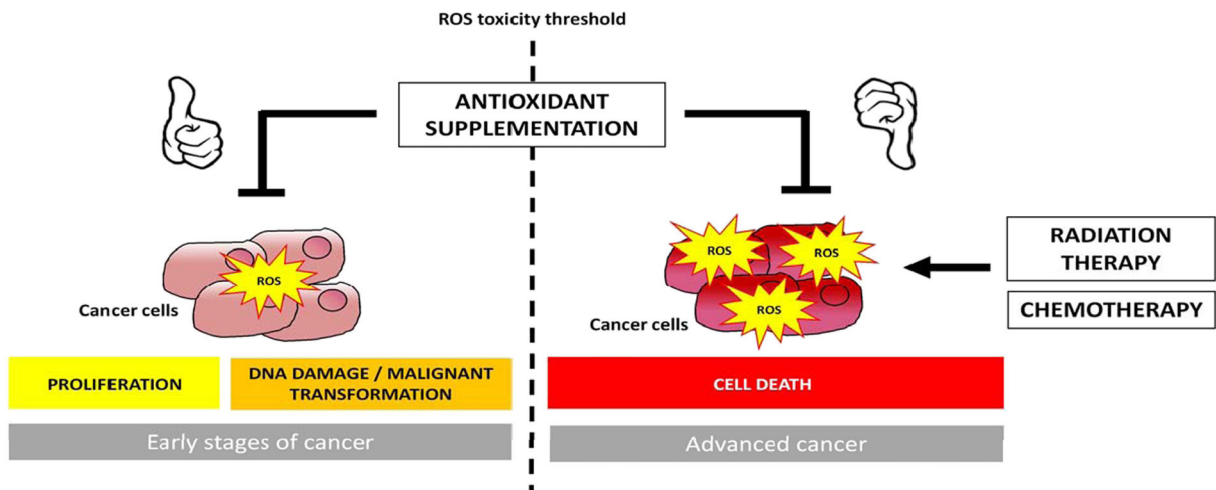 ROS toxicity threshold
ANTIOXIDANT
SUPPLEMENTATION
ROS
Cancer cells
ROS
ROS
ROS
Cancer cells
RADIATION
THERAPY
CHEMOTHERAPY
PROLIFERATION
DNA DAMAGE / MALIGNANT
TRANSFORMATION
CELL DEATH
Early stages of cancer
Advanced cancer